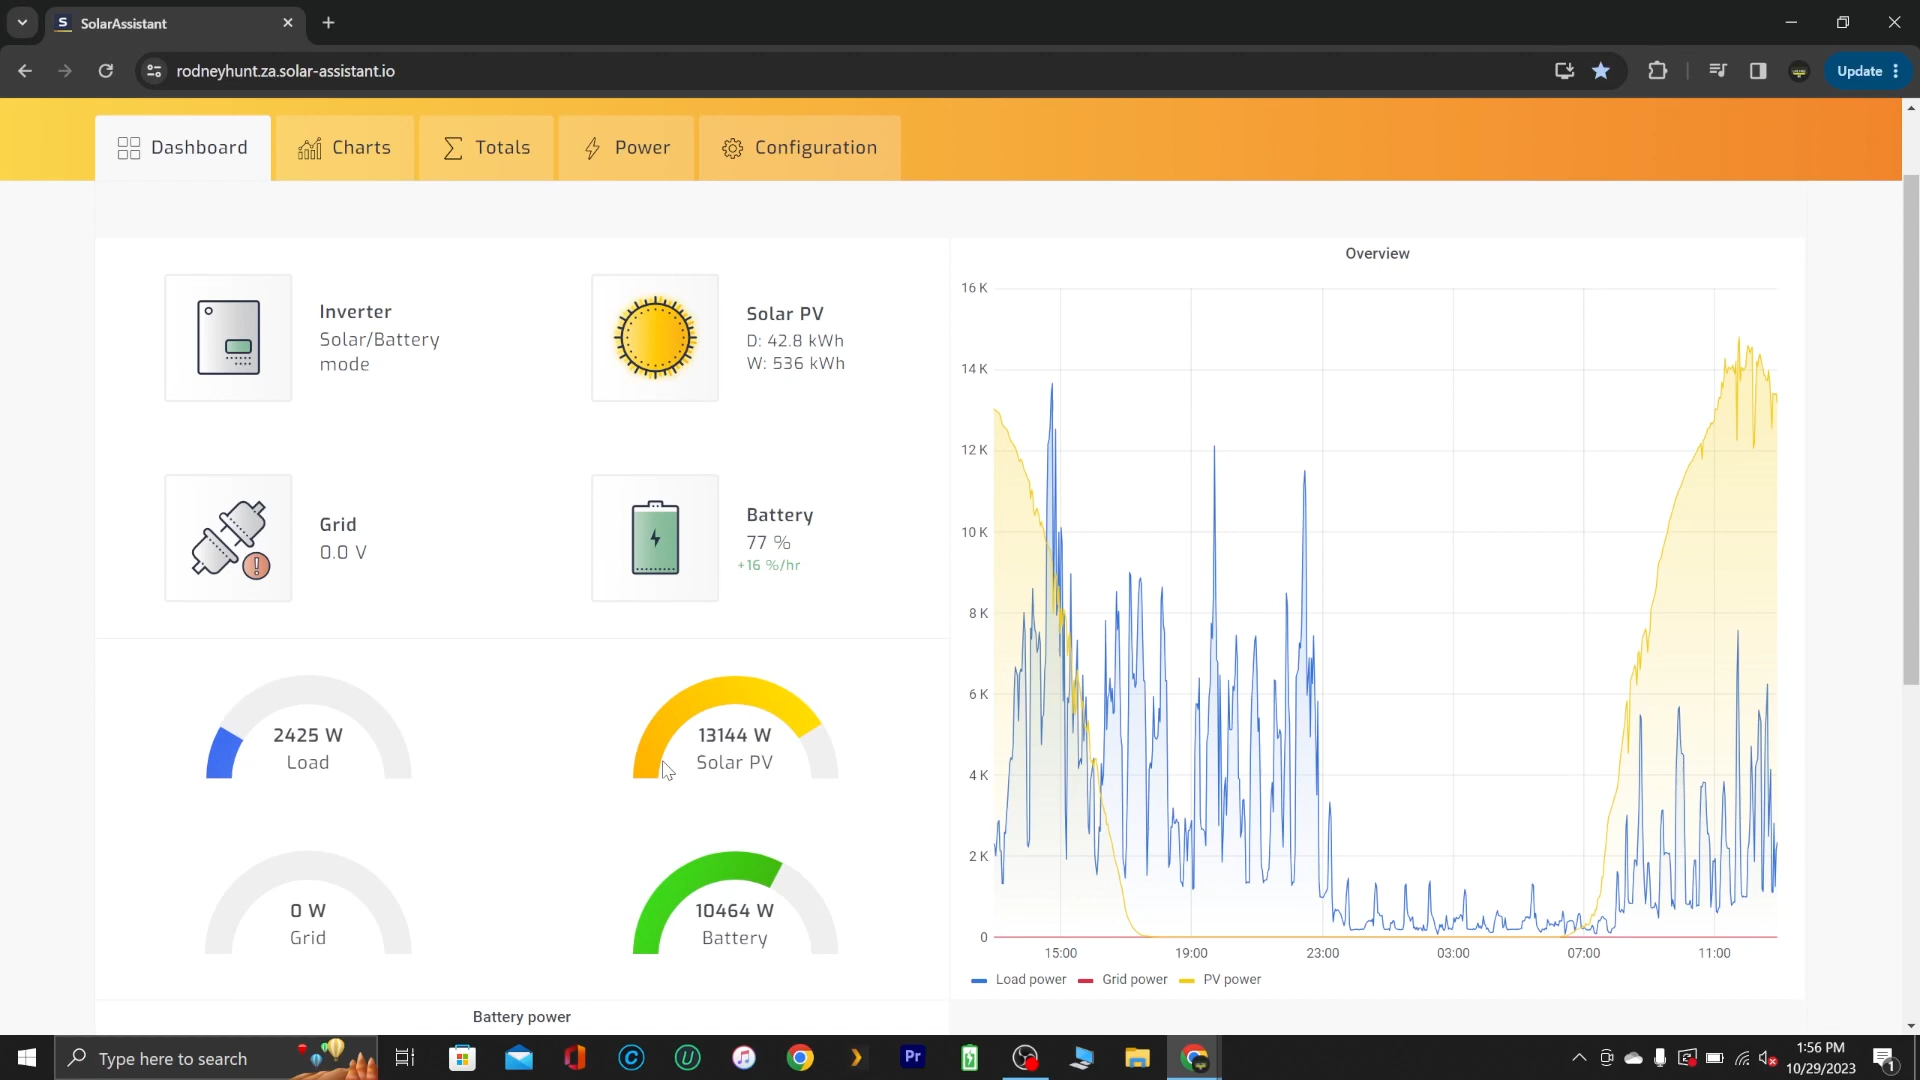 SolarAssistant
rodneyhunt.za.solar-assistant.io
Update
Dashboard
Charts
Totals
Power
Configuration
Inverter
Solar/Battery
mode
Solar PV
D: 42.8 kWh
W: 536 kWh
Grid
0.0 V
Battery
77 %
+16 %/hr
2425 W
Load
13144 W
Solar PV
0 W
Grid
10464 W
Battery
Battery power
Overview
16 K
14 K
12 K
10 K
8 K
6 K
4 K
2 K
0
15:00
19:00
23:00
03:00
07:00
11:00
Load power
Grid power
PV power
Type here to search
Pr
1:56 PM
10/29/2023
1